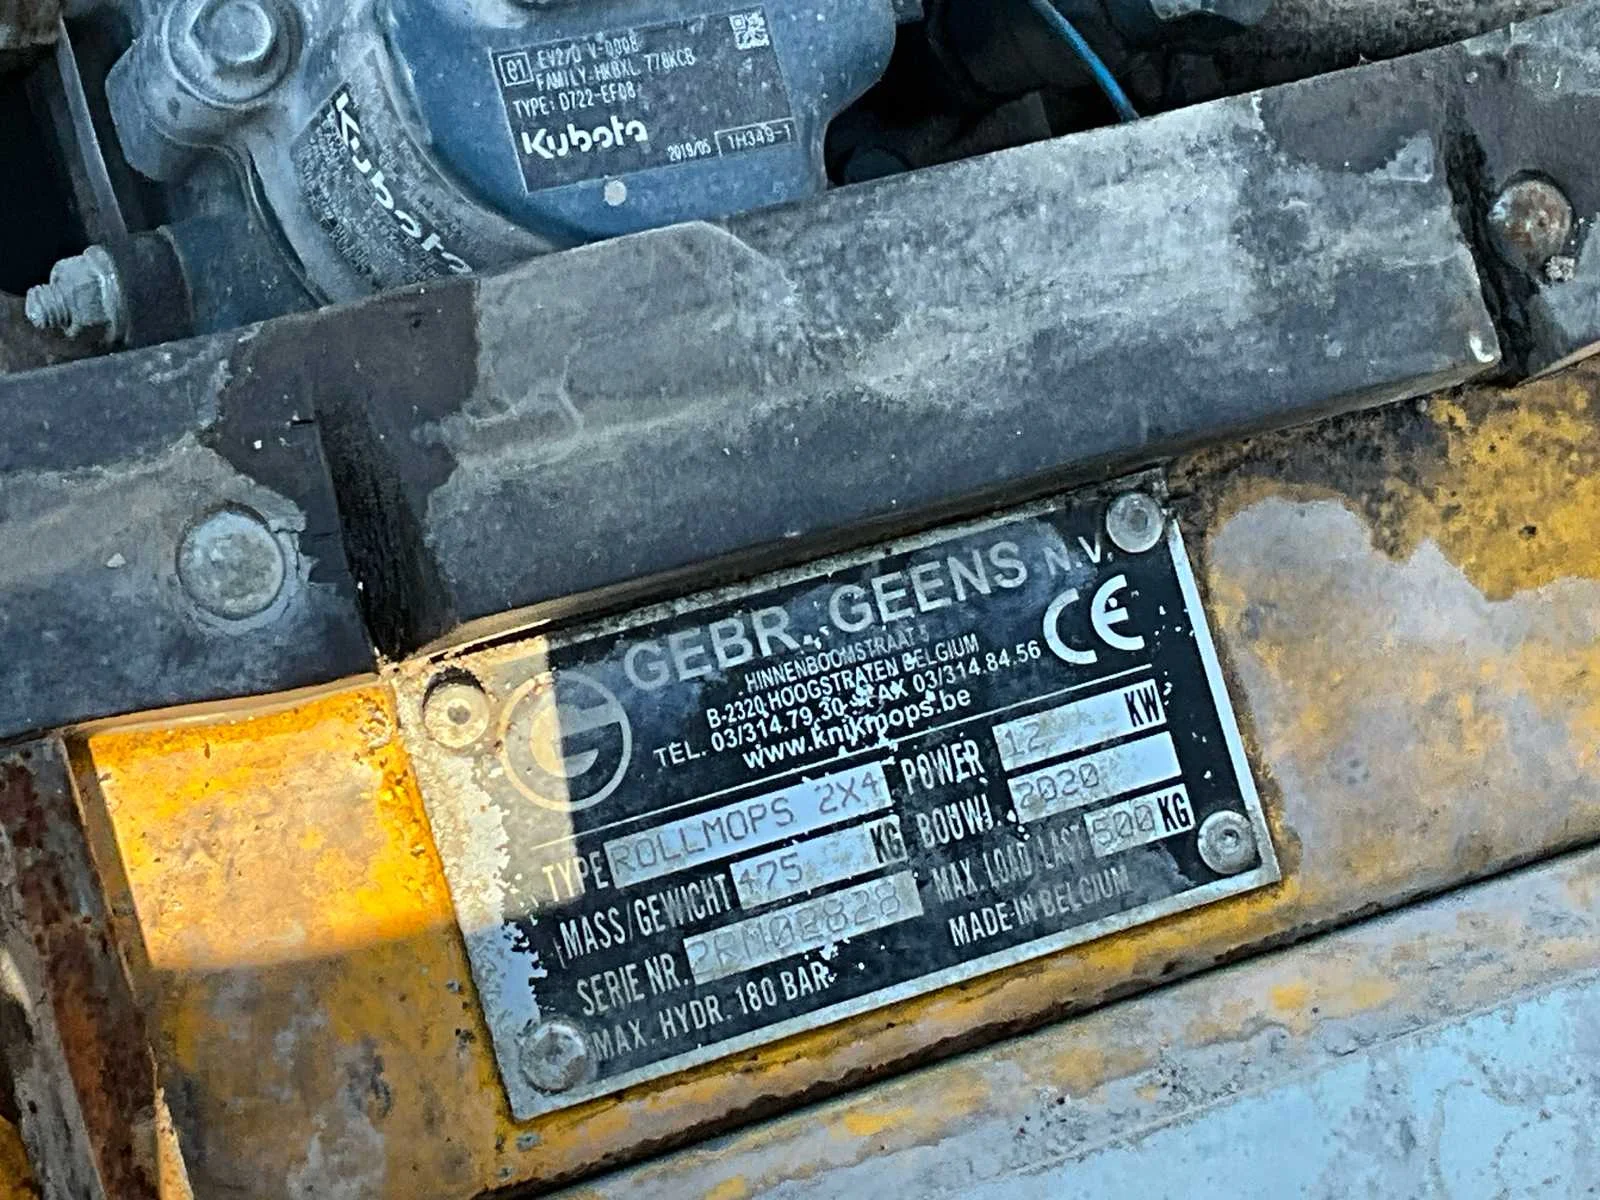 e1 EV2/D V-0008
FAMILY-HKBXL.778KCB
TYPE: D722-EF08
Kubota
2019/05 1H349-1
Kubota
GEBR. GEENS N.V.
HINNENBOOMSTRAAT 5
B-2320 HOOGSTRATEN BELGIUM
TEL. 03/314.79.30 FAX 03/314.84.56
www.knikmops.be
CE
TYPE ROLLMOPS 2X4 POWER 12 KW
MASS/GEWICHT 475 KG BOUWJ. 2020
SERIE NR. 2RM02828 MAX. LOAD LAST 600 KG
MAX. HYDR. 180 BAR MADE-IN BELGIUM